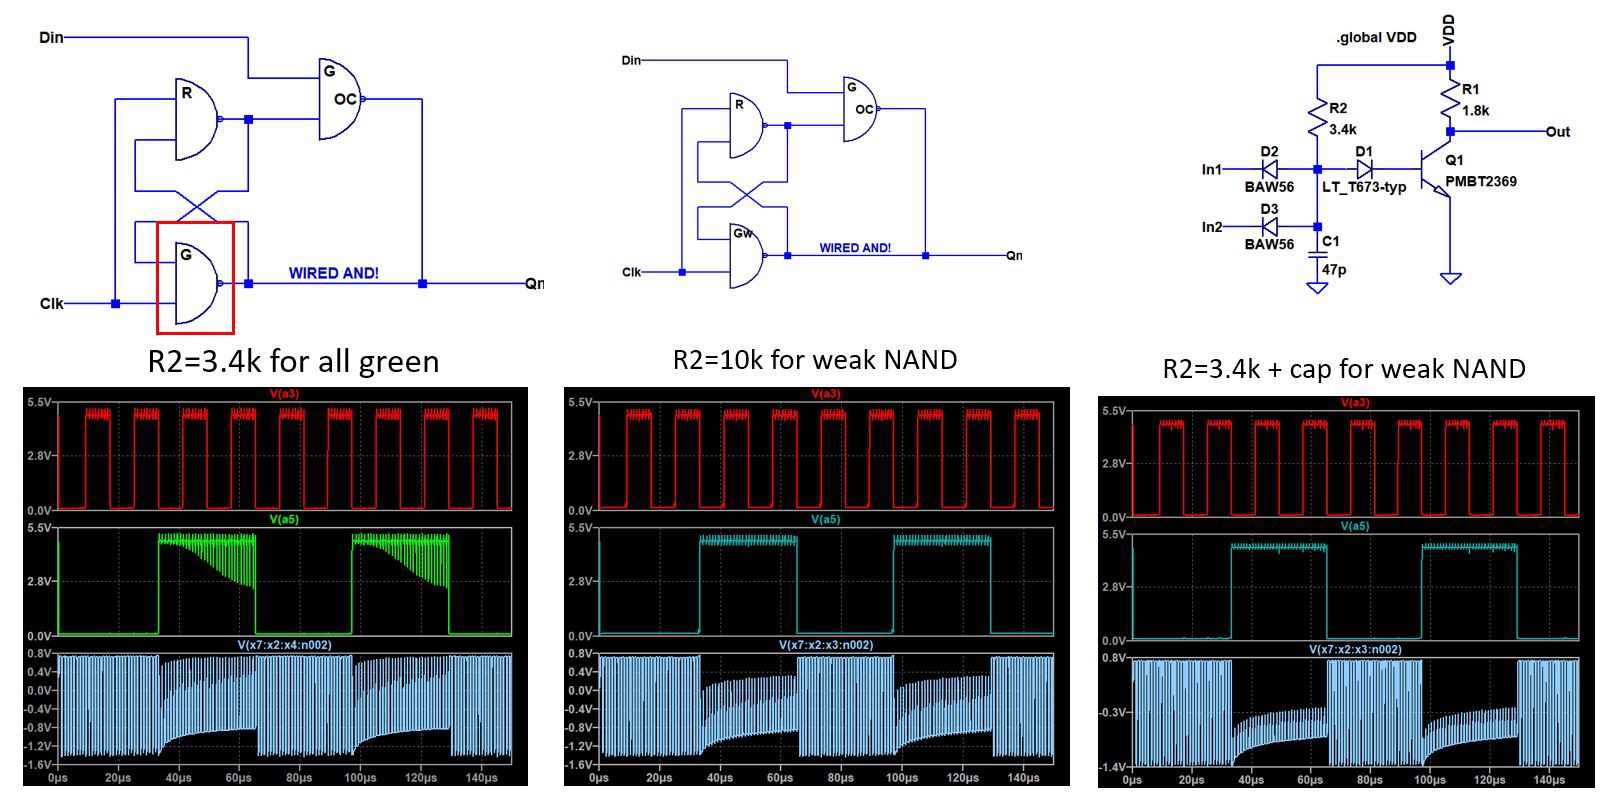 Din
G
R
OC
G
WIRED AND!
Clk
Qn
R2=3.4k for all green
Din
G
R
OC
Gw
WIRED AND!
Clk
Qn
R2=10k for weak NAND
.global VDD
VDD
R1
1.8k
R2
3.4k
Out
D2
D1
In1
Q1
BAW56
LT_T673-typ
PMBT2369
In2
D3
BAW56
C1
47p
R2=3.4k + cap for weak NAND
V(a3)
5.5V
2.8V
0.0V
V(a5)
5.5V
2.8V
0.0V
V(x7:x2:x4:n002)
0.8V
0.4V
0.0V
-0.4V
-0.8V
-1.2V
-1.6V
0µs 20µs 40µs 60µs 80µs 100µs 120µs 140µs
V(a3)
5.5V
2.8V
0.0V
V(a5)
5.5V
2.8V
0.0V
V(x7:x2:x3:n002)
0.8V
0.4V
0.0V
-0.4V
-0.8V
-1.2V
-1.6V
0µs 20µs 40µs 60µs 80µs 100µs 120µs 140µs
V(a3)
5.5V
2.8V
0.0V
V(a5)
5.5V
2.8V
0.0V
V(x7:x2:x3:n002)
0.8V
-0.3V
-1.4V
0µs 20µs 40µs 60µs 80µs 100µs 120µs 140µs